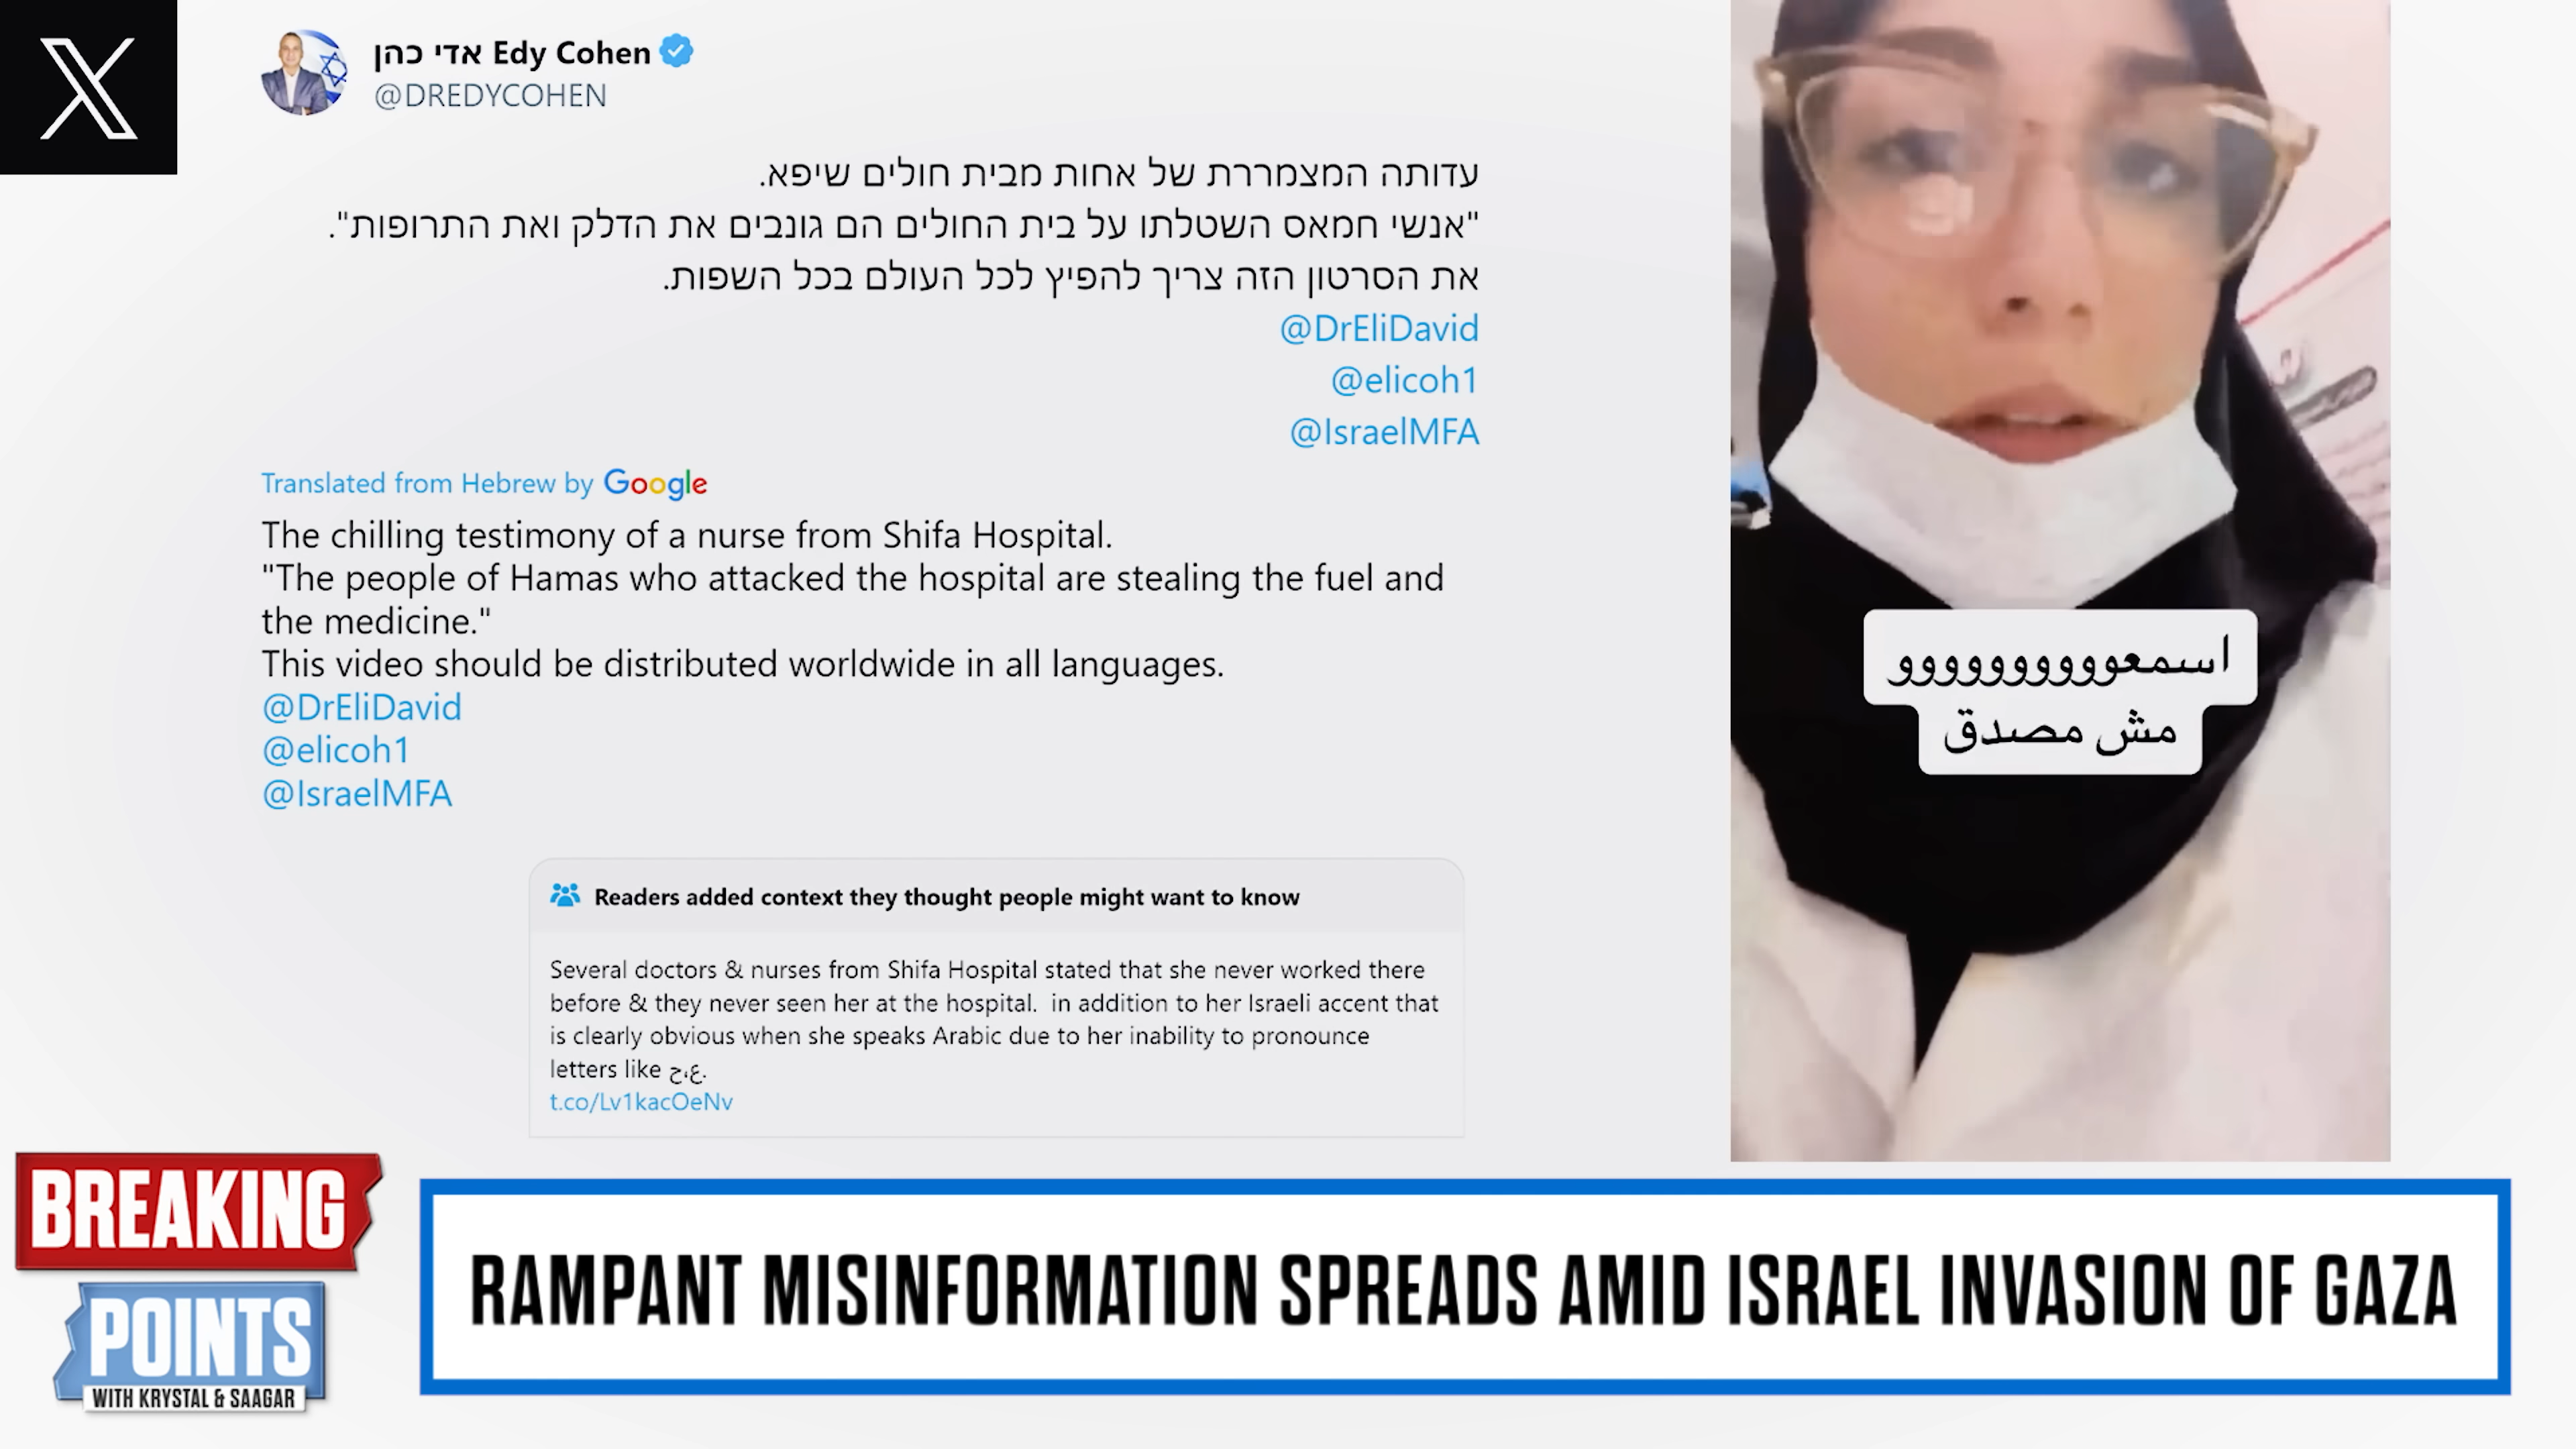 X
אדי כהן Edy Cohen
@DREDYCOHEN
עדותה המצמררת של אחות מבית חולים שיפא.
"אנשי חמאס השטלתו על בית החולים הם גונבים את הדלק ואת התרופות".
את הסרטון הזה צריך להפיץ לכל העולם בכל השפות.
@DrEliDavid
@elicoh1
@IsraelMFA
Translated from Hebrew by Google
The chilling testimony of a nurse from Shifa Hospital.
"The people of Hamas who attacked the hospital are stealing the fuel and
the medicine."
This video should be distributed worldwide in all languages.
@DrEliDavid
@elicoh1
@IsraelMFA
Readers added context they thought people might want to know
Several doctors & nurses from Shifa Hospital stated that she never worked there
before & they never seen her at the hospital. in addition to her Israeli accent that
is clearly obvious when she speaks Arabic due to her inability to pronounce
letters like ع،ح.
t.co/Lv1kacOeNv
اسمعوووووووووو
مش مصدق
BREAKING
POINTS
WITH KRYSTAL & SAAGAR
RAMPANT MISINFORMATION SPREADS AMID ISRAEL INVASION OF GAZA